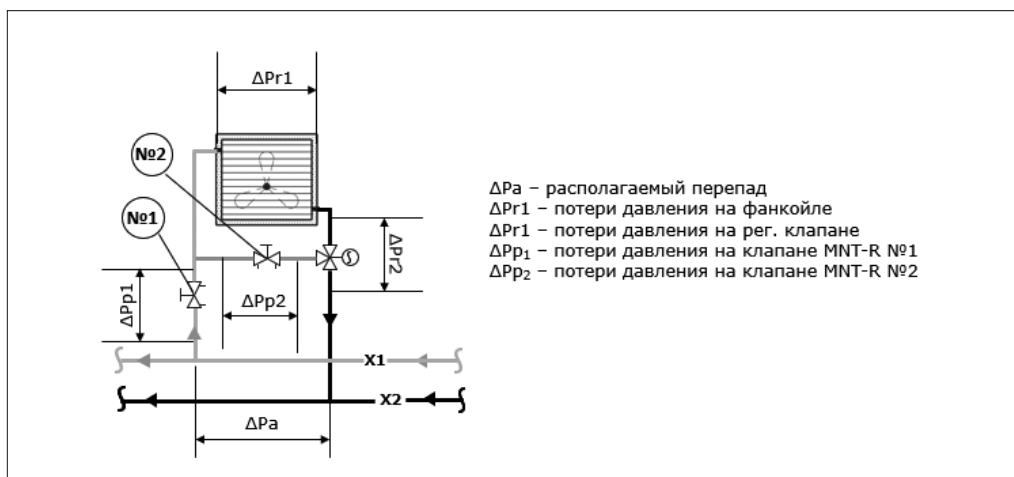 ΔPr1
№2
№1
ΔPr2
ΔPp1
ΔPp2
X1
X2
ΔPa
ΔPa – располагаемый перепад
ΔPr1 – потери давления на фанкойле
ΔPr1 – потери давления на рег. клапане
ΔPp₁ – потери давления на клапане MNT-R №1
ΔPp₂ – потери давления на клапане MNT-R №2